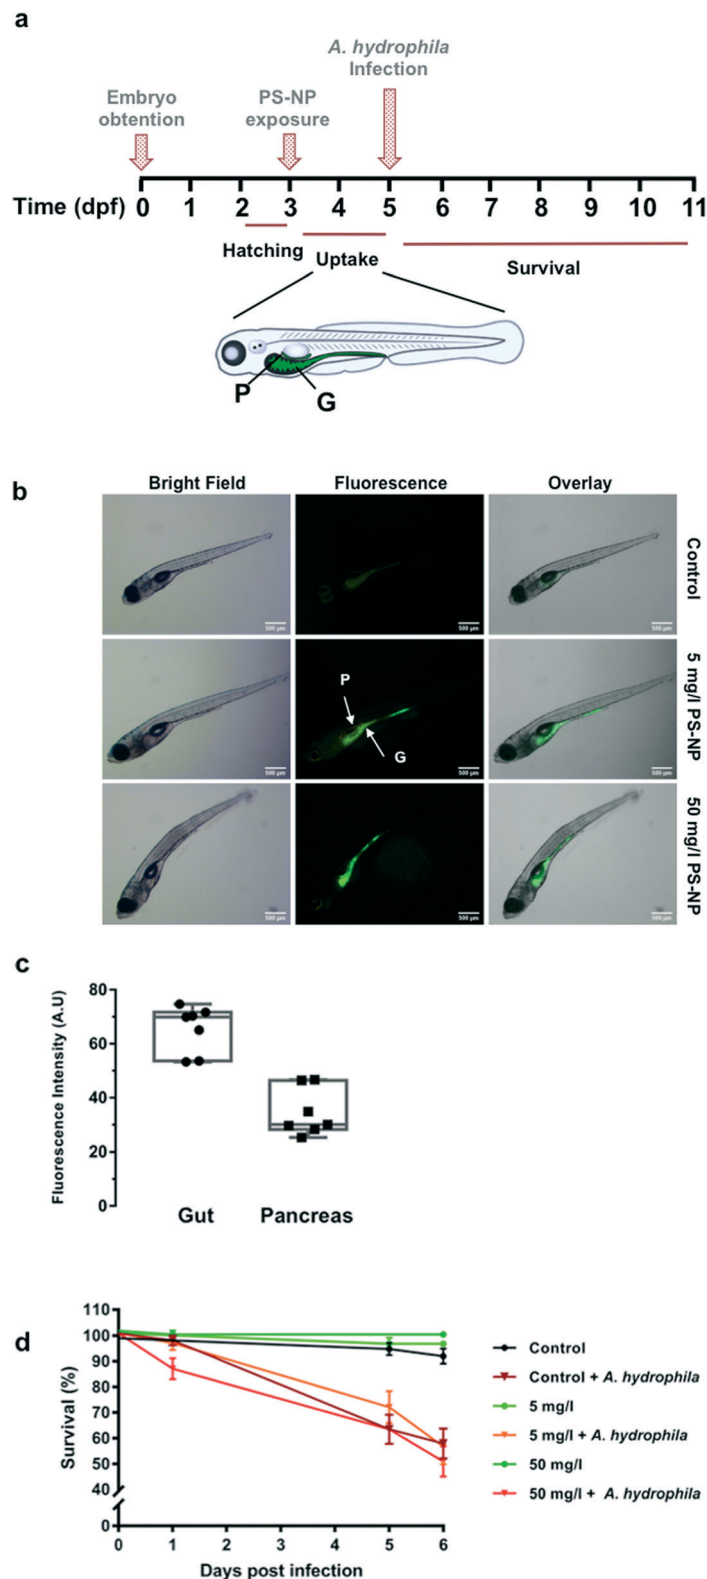 a
A. hydrophila
Infection
Embryo
obtention
PS-NP
exposure
Time (dpf) 0 1 2 3 4 5 6 7 8 9 10 11
Hatching
Uptake
Survival
P
G
b
Bright Field Fluorescence Overlay
Control
500 µm 500 µm 500 µm
5 mg/l PS-NP
P
G
500 µm 500 µm 500 µm
50 mg/l PS-NP
500 µm 500 µm 500 µm
c
Fluorescence Intensity (A.U)
80
60
40
20
0
Gut Pancreas
d
Survival (%)
110
100
90
80
70
60
50
40
0
0 1 2 3 4 5 6
Days post infection
Control
Control + A. hydrophila
5 mg/l
5 mg/l + A. hydrophila
50 mg/l
50 mg/l + A. hydrophila